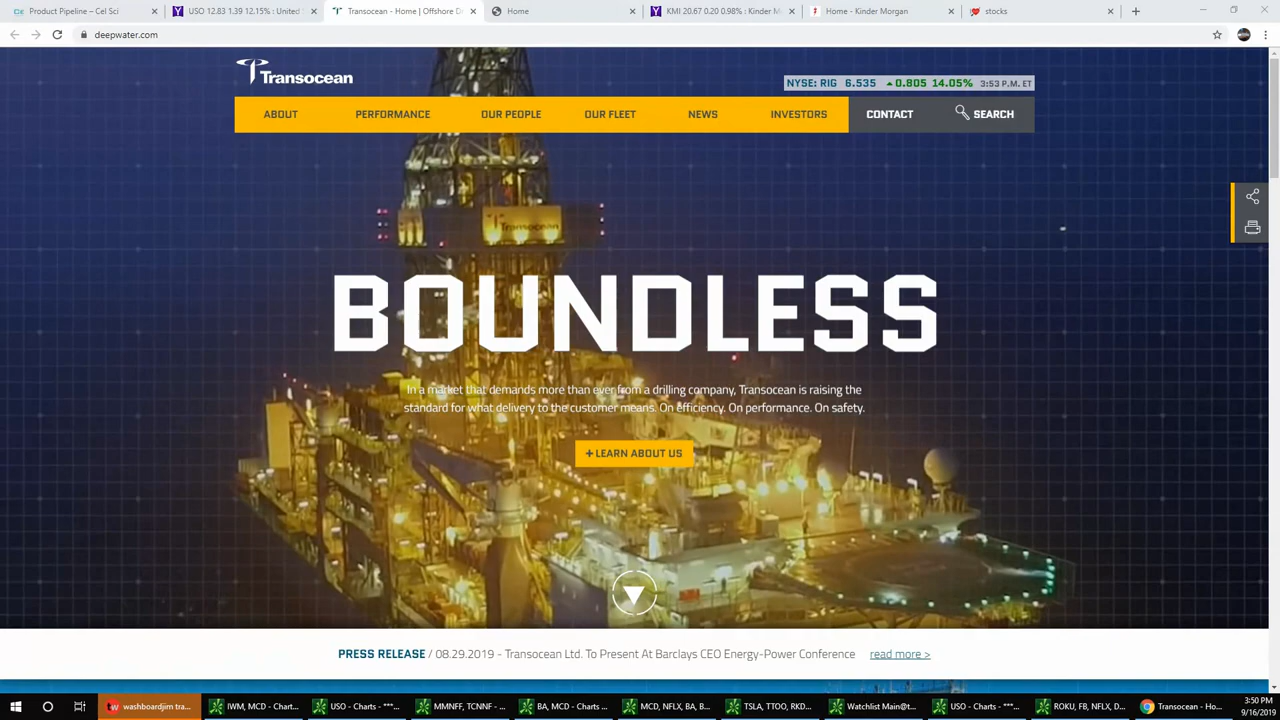 Product Pipeline – Cel Sci
USO 12.83 1.39 12.15% : United S
Transocean - Home | Offshore D
Home
KMI 20.67 0.20 0.98% : Kinder M
Home - Kinder Morgan
stocks
deepwater.com
Transocean
NYSE: RIG 6.535 0.805 14.05% 3:53 P.M. ET
ABOUT PERFORMANCE OUR PEOPLE OUR FLEET NEWS INVESTORS CONTACT SEARCH
Transocean
BOUNDLESS
In a market that demands more than ever from a drilling company, Transocean is raising the
standard for what delivery to the customer means. On efficiency. On performance. On safety.
+ LEARN ABOUT US
PRESS RELEASE / 08.29.2019 - Transocean Ltd. To Present At Barclays CEO Energy-Power Conference read more >
tw washboardjim tra...
IWM, MCD - Chart...
USO - Charts - ***...
MMNFF, TCNNF - ...
BA, MCD - Charts ...
MCD, NFLX, BA, B...
TSLA, TTOO, RKD...
Watchlist Main@t...
USO - Charts - ***...
ROKU, FB, NFLX, D...
Transocean - Ho...
3:50 PM
9/16/2019